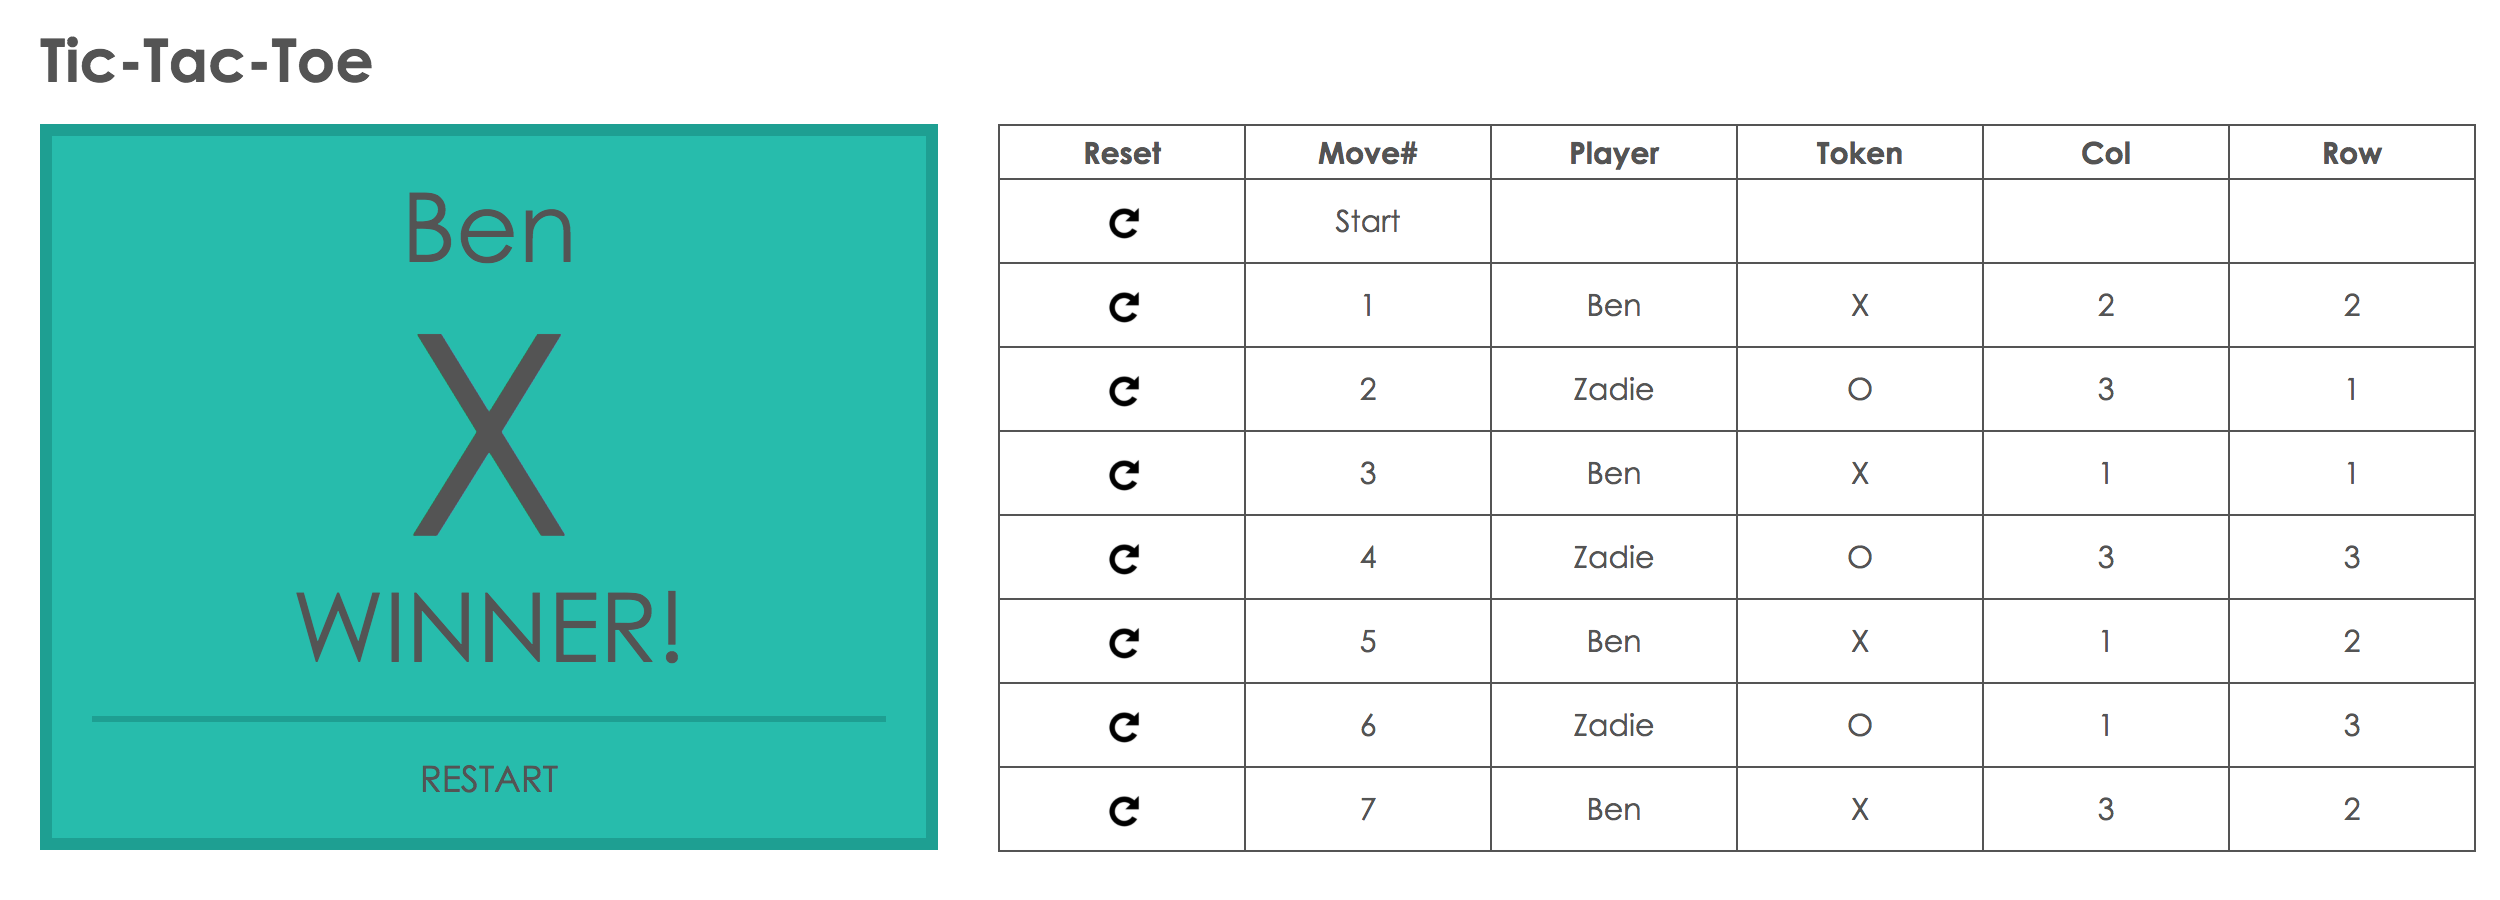 Tic-Tac-Toe
Ben
X
WINNER!
RESTART
Reset Move# Player Token Col Row
Start
1 Ben X 2 2
2 Zadie O 3 1
3 Ben X 1 1
4 Zadie O 3 3
5 Ben X 1 2
6 Zadie O 1 3
7 Ben X 3 2